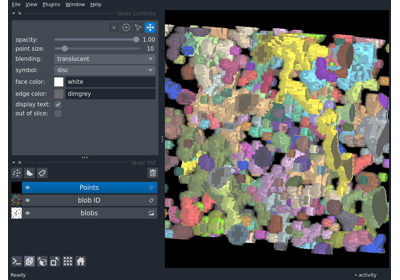 File View Plugins Window Help
layer controls
opacity: 1.00
point size: 10
blending: translucent
symbol: disc
face color: white
edge color: dimgrey
display text:
out of slice:
layer list
Points
blob ID
blobs
Ready
activity